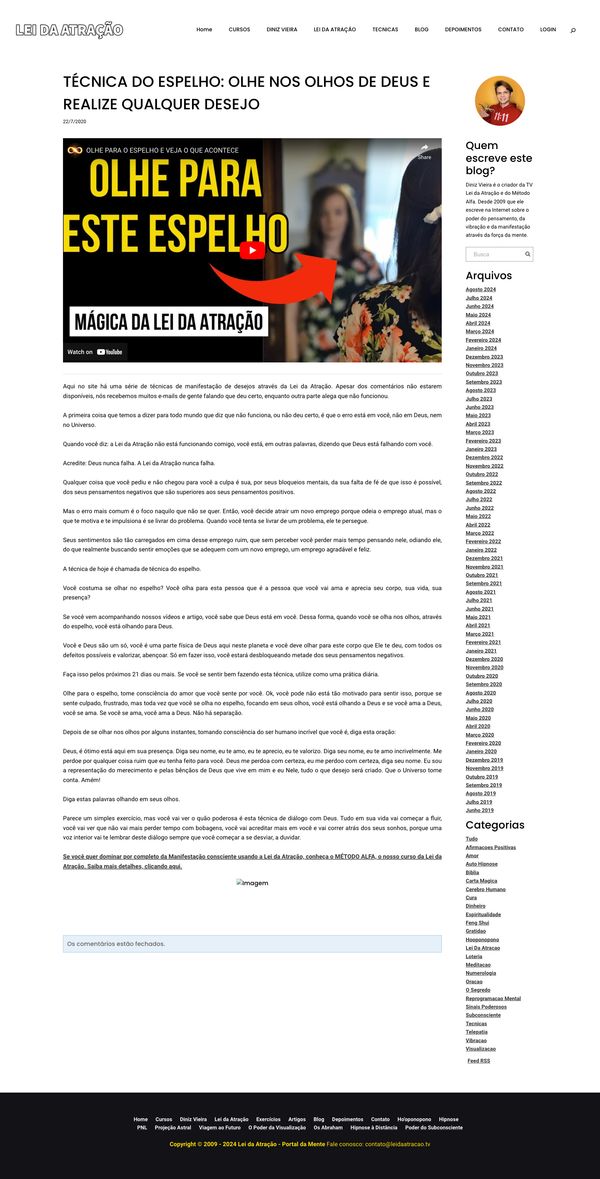 LEI DA ATRAÇÃO
Home CURSOS DINIZ VIEIRA LEI DA ATRAÇÃO TECNICAS BLOG DEPOIMENTOS CONTATO LOGIN
TÉCNICA DO ESPELHO: OLHE NOS OLHOS DE DEUS E
REALIZE QUALQUER DESEJO
22/7/2020
OLHE PARA O ESPELHO E VEJA O QUE ACONTECE
Share
OLHE PARA
ESTE ESPELHO
MÁGICA DA LEI DA ATRAÇÃO
Watch on YouTube
Aqui no site há uma série de técnicas de manifestação de desejos através da Lei da Atração. Apesar dos comentários não estarem
disponíveis, nós recebemos muitos e-mails de gente falando que deu certo, enquanto outra parte alega que não funcionou.
A primeira coisa que temos a dizer para todo mundo que diz que não funciona, ou não deu certo, é que o erro está em você, não em Deus, nem
no Universo.
Quando você diz: a Lei da Atração não está funcionando comigo, você está, em outras palavras, dizendo que Deus está falhando com você.
Acredite: Deus nunca falha. A Lei da Atração nunca falha.
Qualquer coisa que você pediu e não chegou para você a culpa é sua, por seus bloqueios mentais, da sua falta de fé de que isso é possível,
dos seus pensamentos negativos que são superiores aos seus pensamentos positivos.
Mas o erro mais comum é o foco naquilo que não se quer. Então, você decide atrair um novo emprego porque odeia o emprego atual, mas o
que te motiva e te impulsiona é se livrar do problema. Quando você tenta se livrar de um problema, ele te persegue.
Seus sentimentos são tão carregados em cima desse emprego ruim, que sem perceber você perder mais tempo pensando nele, odiando ele,
do que realmente buscando sentir emoções que se adequem com um novo emprego, um emprego agradável e feliz.
A técnica de hoje é chamada de técnica do espelho.
Você costuma se olhar no espelho? Você olha para esta pessoa que é a pessoa que você vai ama e aprecia seu corpo, sua vida, sua
presença?
Se você vem acompanhando nossos vídeos e artigo, você sabe que Deus está em você. Dessa forma, quando você se olha nos olhos, através
do espelho, você está olhando para Deus.
Você e Deus são um só, você é uma parte física de Deus aqui neste planeta e você deve olhar para este corpo que Ele te deu, com todos os
defeitos possíveis e valorizar, abençoar. Só em fazer isso, você estará desbloqueando metade dos seus pensamentos negativos.
Faça isso pelos próximos 21 dias ou mais. Se você se sentir bem fazendo esta técnica, utilize como uma prática diária.
Olhe para o espelho, tome consciência do amor que você sente por você. Ok, você pode não está tão motivado para sentir isso, porque se
sente culpado, frustrado, mas toda vez que você se olha no espelho, focando em seus olhos, você está olhando a Deus e se você ama a Deus,
você se ama. Se você se ama, você ama a Deus. Não há separação.
Depois de se olhar nos olhos por alguns instantes, tomando consciência do ser humano incrível que você é, diga esta oração:
Deus, é ótimo está aqui em sua presença. Diga seu nome, eu te amo, eu te aprecio, eu te valorizo. Diga seu nome, eu te amo incrivelmente. Me
perdoe por qualquer coisa ruim que eu tenha feito para você. Deus me perdoa com certeza, eu me perdoo com certeza, diga seu nome. Eu sou
a representação do merecimento e pelas bênçãos de Deus que vive em mim e eu Nele, tudo o que desejo será criado. Que o Universo tome
conta. Amém!
Diga estas palavras olhando em seus olhos.
Parece um simples exercício, mas você vai ver o quão poderosa é esta técnica de diálogo com Deus. Tudo em sua vida vai começar a fluir,
você vai ver que não vai mais perder tempo com bobagens, você vai acreditar mais em você e vai correr atrás dos seus sonhos, porque uma
voz interior vai te lembrar deste diálogo sempre que você começar a se desviar, a duvidar.
Se você quer dominar por completo da Manifestação consciente usando a Lei da Atração, conheça o MÉTODO ALFA, o nosso curso da Lei da
Atração. Saiba mais detalhes, clicando aqui.
Imagem
Os comentários estão fechados.
11:11
Quem
escreve este
blog?
Diniz Vieira é o criador da TV
Lei da Atração e do Método
Alfa. Desde 2009 que ele
escreve na Internet sobre o
poder do pensamento, da
vibração e da manifestação
através da força da mente.
Busca
Arquivos
Agosto 2024
Julho 2024
Junho 2024
Maio 2024
Abril 2024
Março 2024
Fevereiro 2024
Janeiro 2024
Dezembro 2023
Novembro 2023
Outubro 2023
Setembro 2023
Agosto 2023
Julho 2023
Junho 2023
Maio 2023
Abril 2023
Março 2023
Fevereiro 2023
Janeiro 2023
Dezembro 2022
Novembro 2022
Outubro 2022
Setembro 2022
Agosto 2022
Julho 2022
Junho 2022
Maio 2022
Abril 2022
Março 2022
Fevereiro 2022
Janeiro 2022
Dezembro 2021
Novembro 2021
Outubro 2021
Setembro 2021
Agosto 2021
Julho 2021
Junho 2021
Maio 2021
Abril 2021
Março 2021
Fevereiro 2021
Janeiro 2021
Dezembro 2020
Novembro 2020
Outubro 2020
Setembro 2020
Agosto 2020
Julho 2020
Junho 2020
Maio 2020
Abril 2020
Março 2020
Fevereiro 2020
Janeiro 2020
Dezembro 2019
Novembro 2019
Outubro 2019
Setembro 2019
Agosto 2019
Julho 2019
Junho 2019
Categorias
Tudo
Afirmacoes Positivas
Amor
Auto Hipnose
Biblia
Carta Magica
Cerebro Humano
Cura
Dinheiro
Espiritualidade
Feng Shui
Gratidao
Hooponopono
Lei Da Atracao
Loteria
Meditacao
Numerologia
Oracao
O Segredo
Reprogramacao Mental
Sinais Poderosos
Subconsciente
Tecnicas
Telepatia
Vibracao
Visualizacao
Feed RSS
Home Cursos Diniz Vieira Lei da Atração Exercícios Artigos Blog Depoimentos Contato Ho'oponopono Hipnose
PNL Projeção Astral Viagem ao Futuro O Poder da Visualização Os Abraham Hipnose à Distância Poder do Subconsciente
Copyright © 2009 - 2024 Lei da Atração - Portal da Mente Fale conosco: contato@leidaatracao.tv